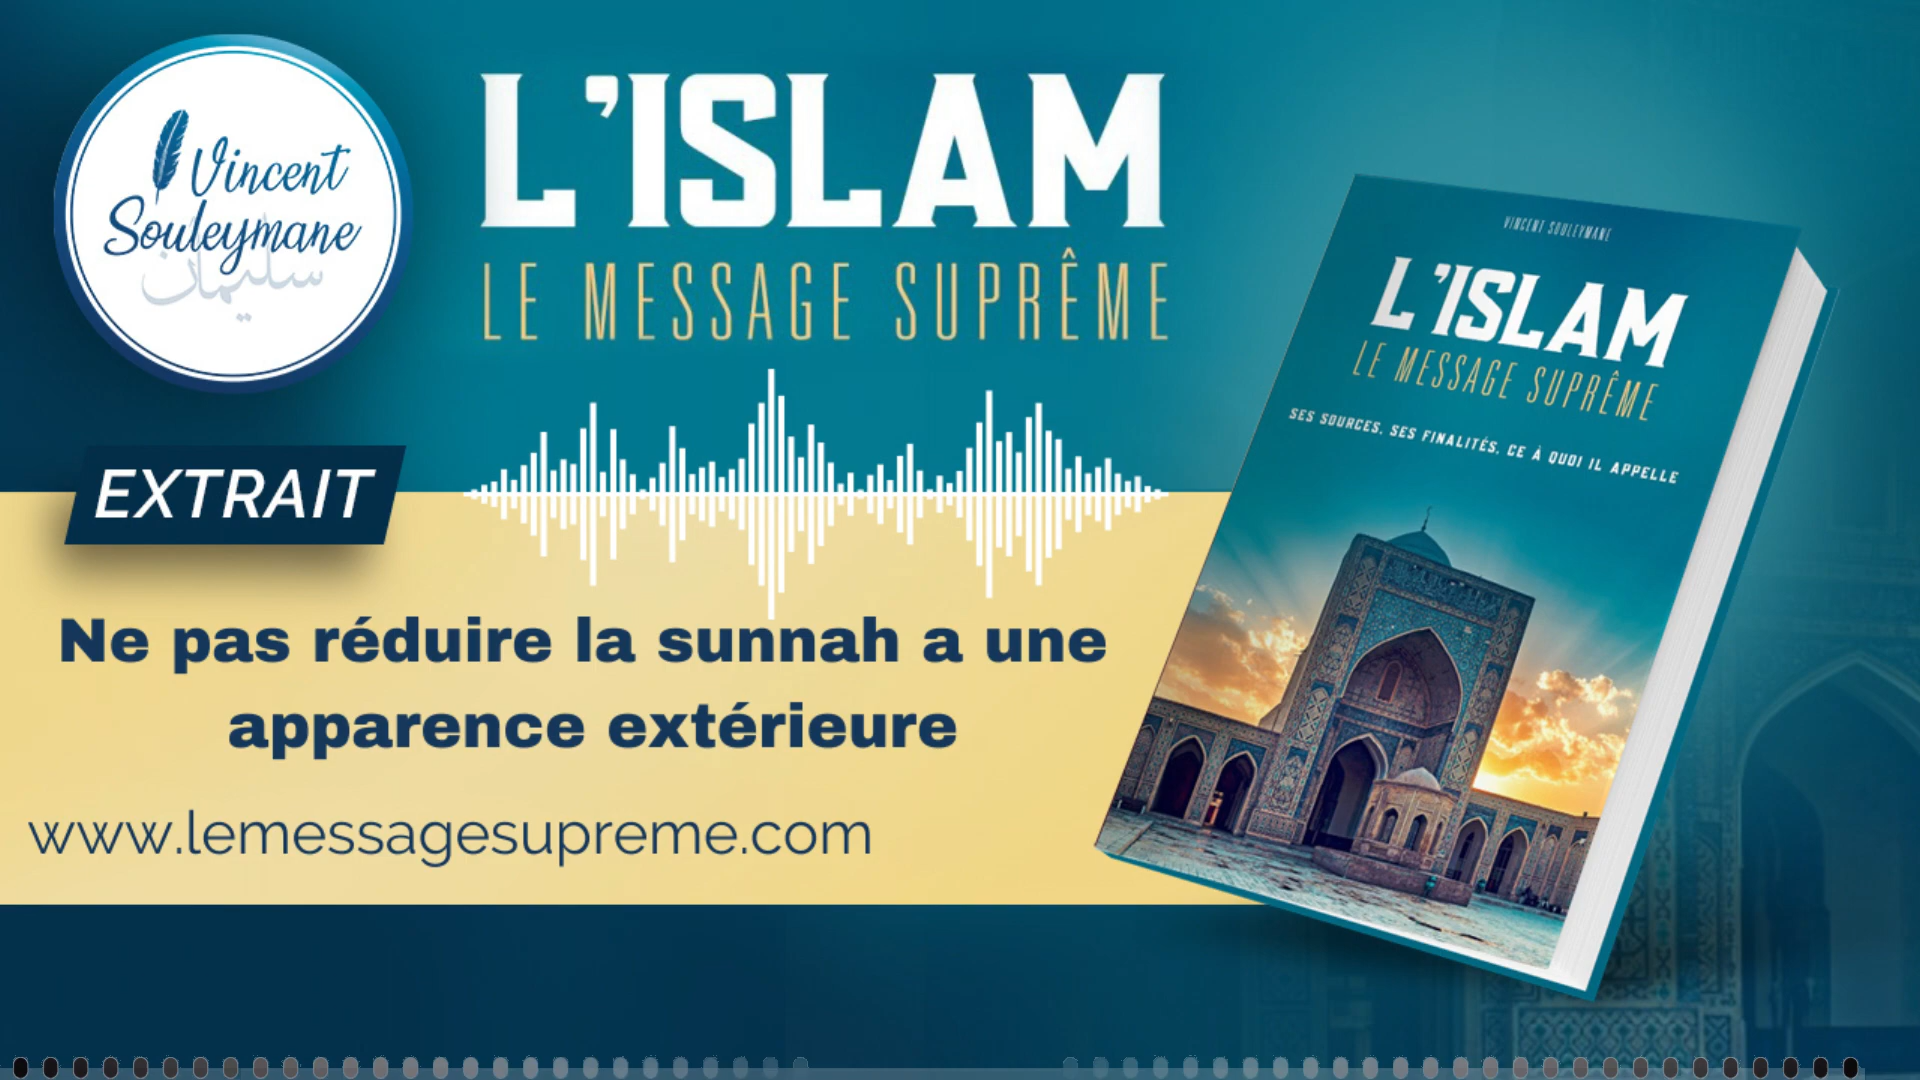 Vincent
Souleymane
سليمان
L'ISLAM
LE MESSAGE SUPRÊME
EXTRAIT
Ne pas réduire la sunnah a une
apparence extérieure
www.lemessagesupreme.com
VINCENT SOULEYMANE
L'ISLAM
LE MESSAGE SUPRÊME
SES SOURCES, SES FINALITÉS, CE À QUOI IL APPELLE